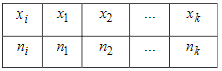 xᵢ x₁ x₂ ... xₖ
nᵢ n₁ n₂ ... nₖ